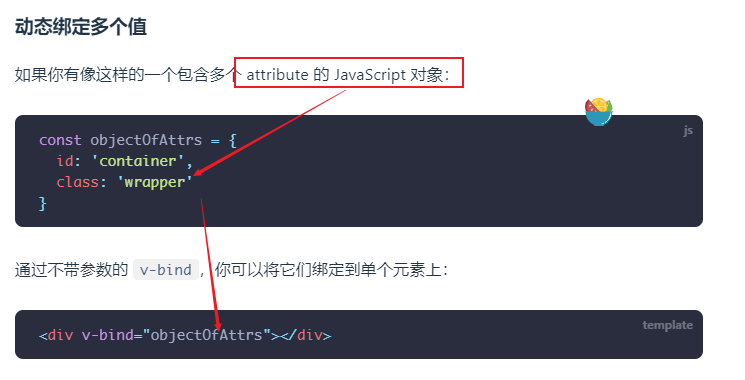 动态绑定多个值
如果你有像这样的一个包含多个 attribute 的 JavaScript 对象：
js
const objectOfAttrs = {
  id: 'container',
  class: 'wrapper'
}
通过不带参数的 v-bind，你可以将它们绑定到单个元素上：
template
<div v-bind="objectOfAttrs"></div>